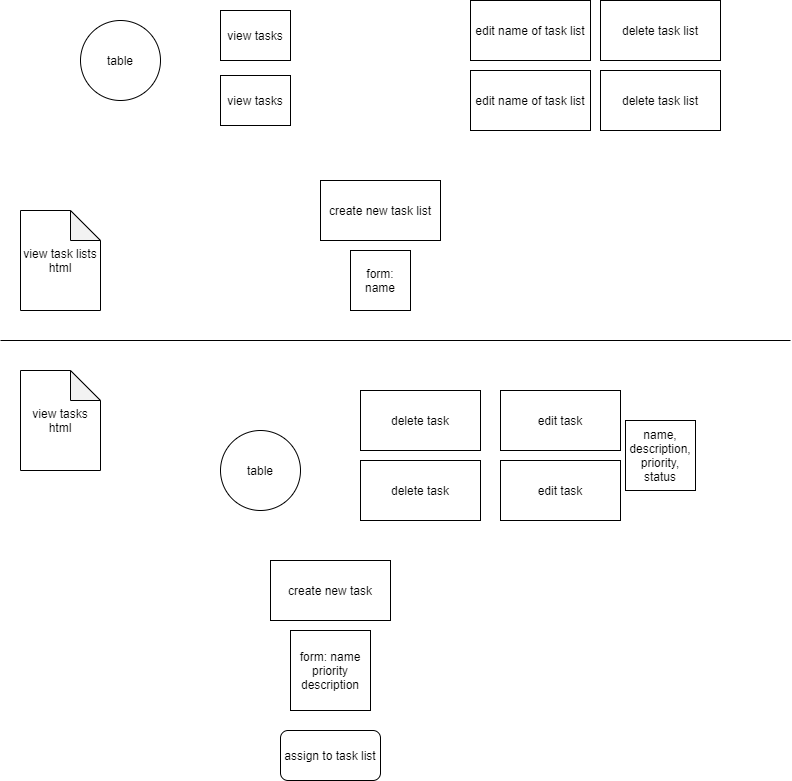 table
view tasks
edit name of task list
delete task list
view tasks
edit name of task list
delete task list
create new task list
view task lists
html
form:
name
view tasks
html
table
delete task
edit task
name,
description,
priority,
status
delete task
edit task
create new task
form: name
priority
description
assign to task list